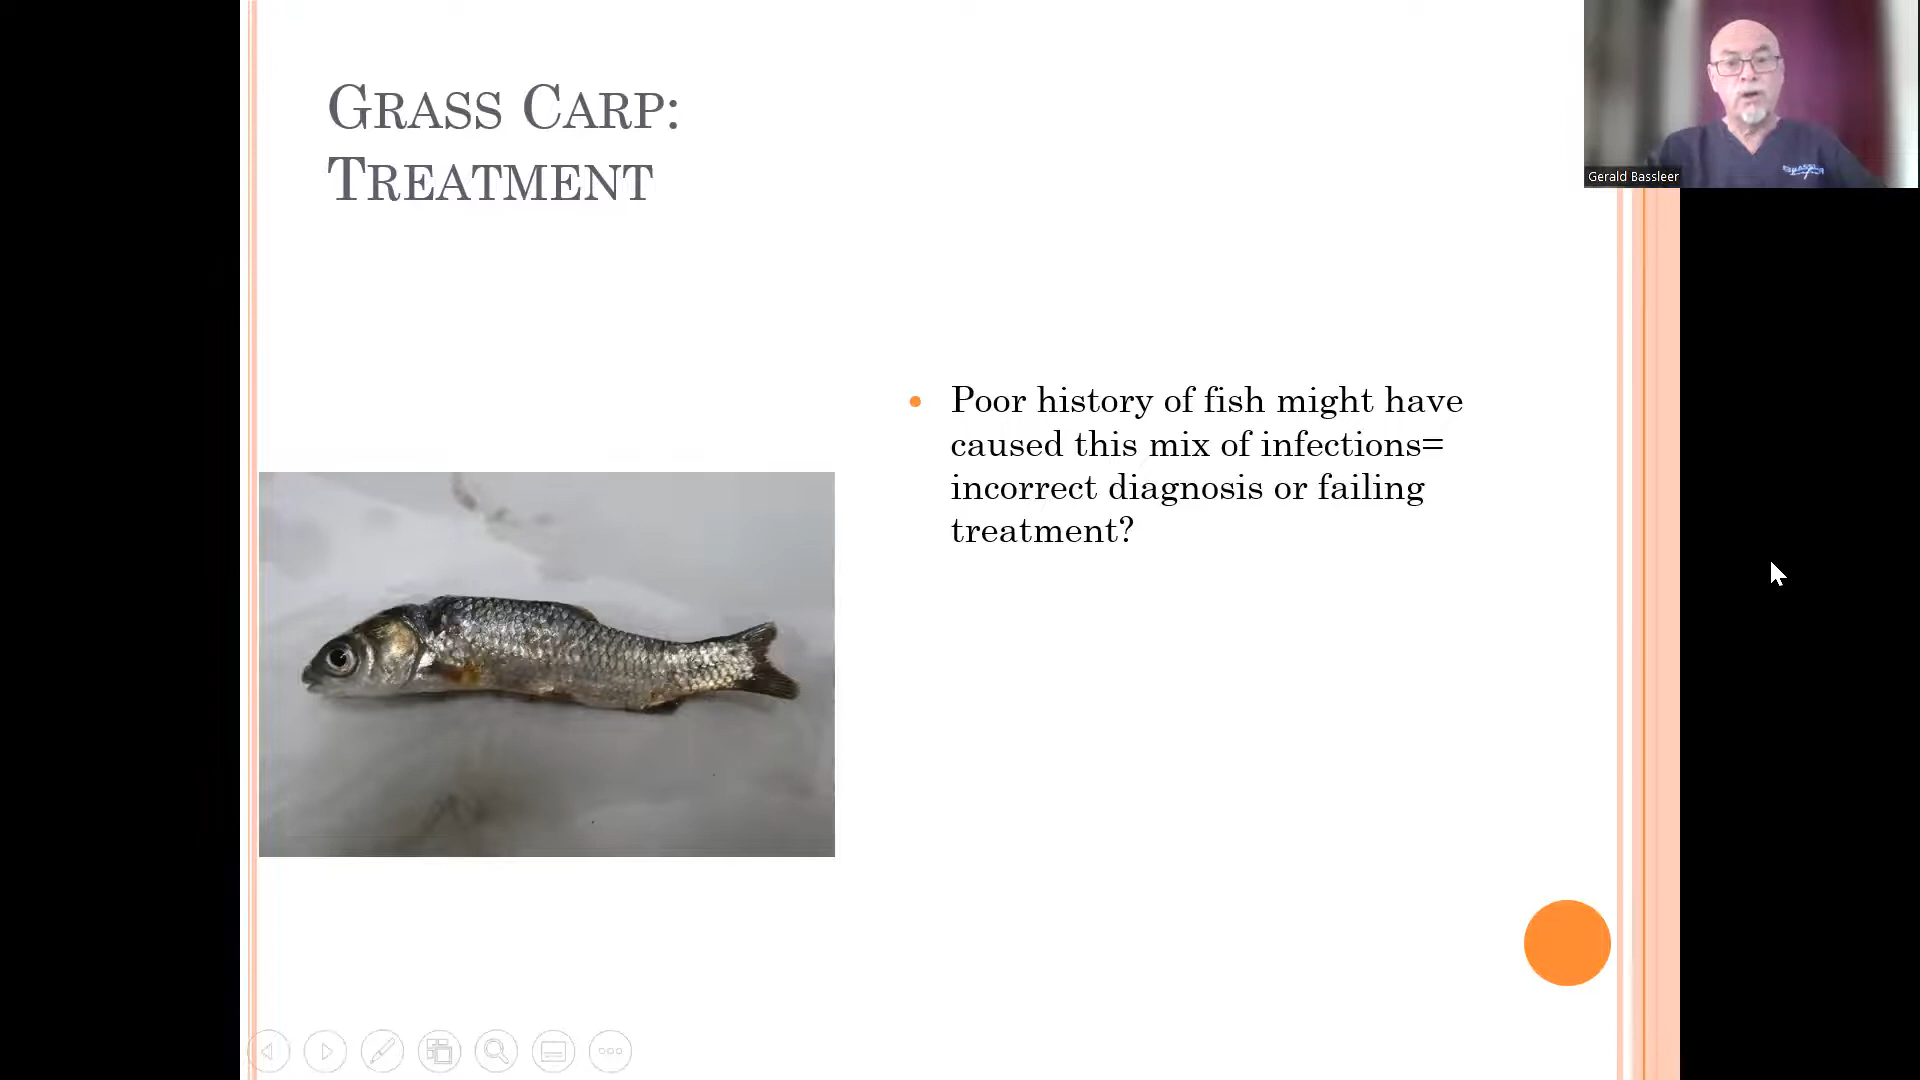 GRASS CARP:
TREATMENT
Gerald Bassleer
• Poor history of fish might have
caused this mix of infections=
incorrect diagnosis or failing
treatment?